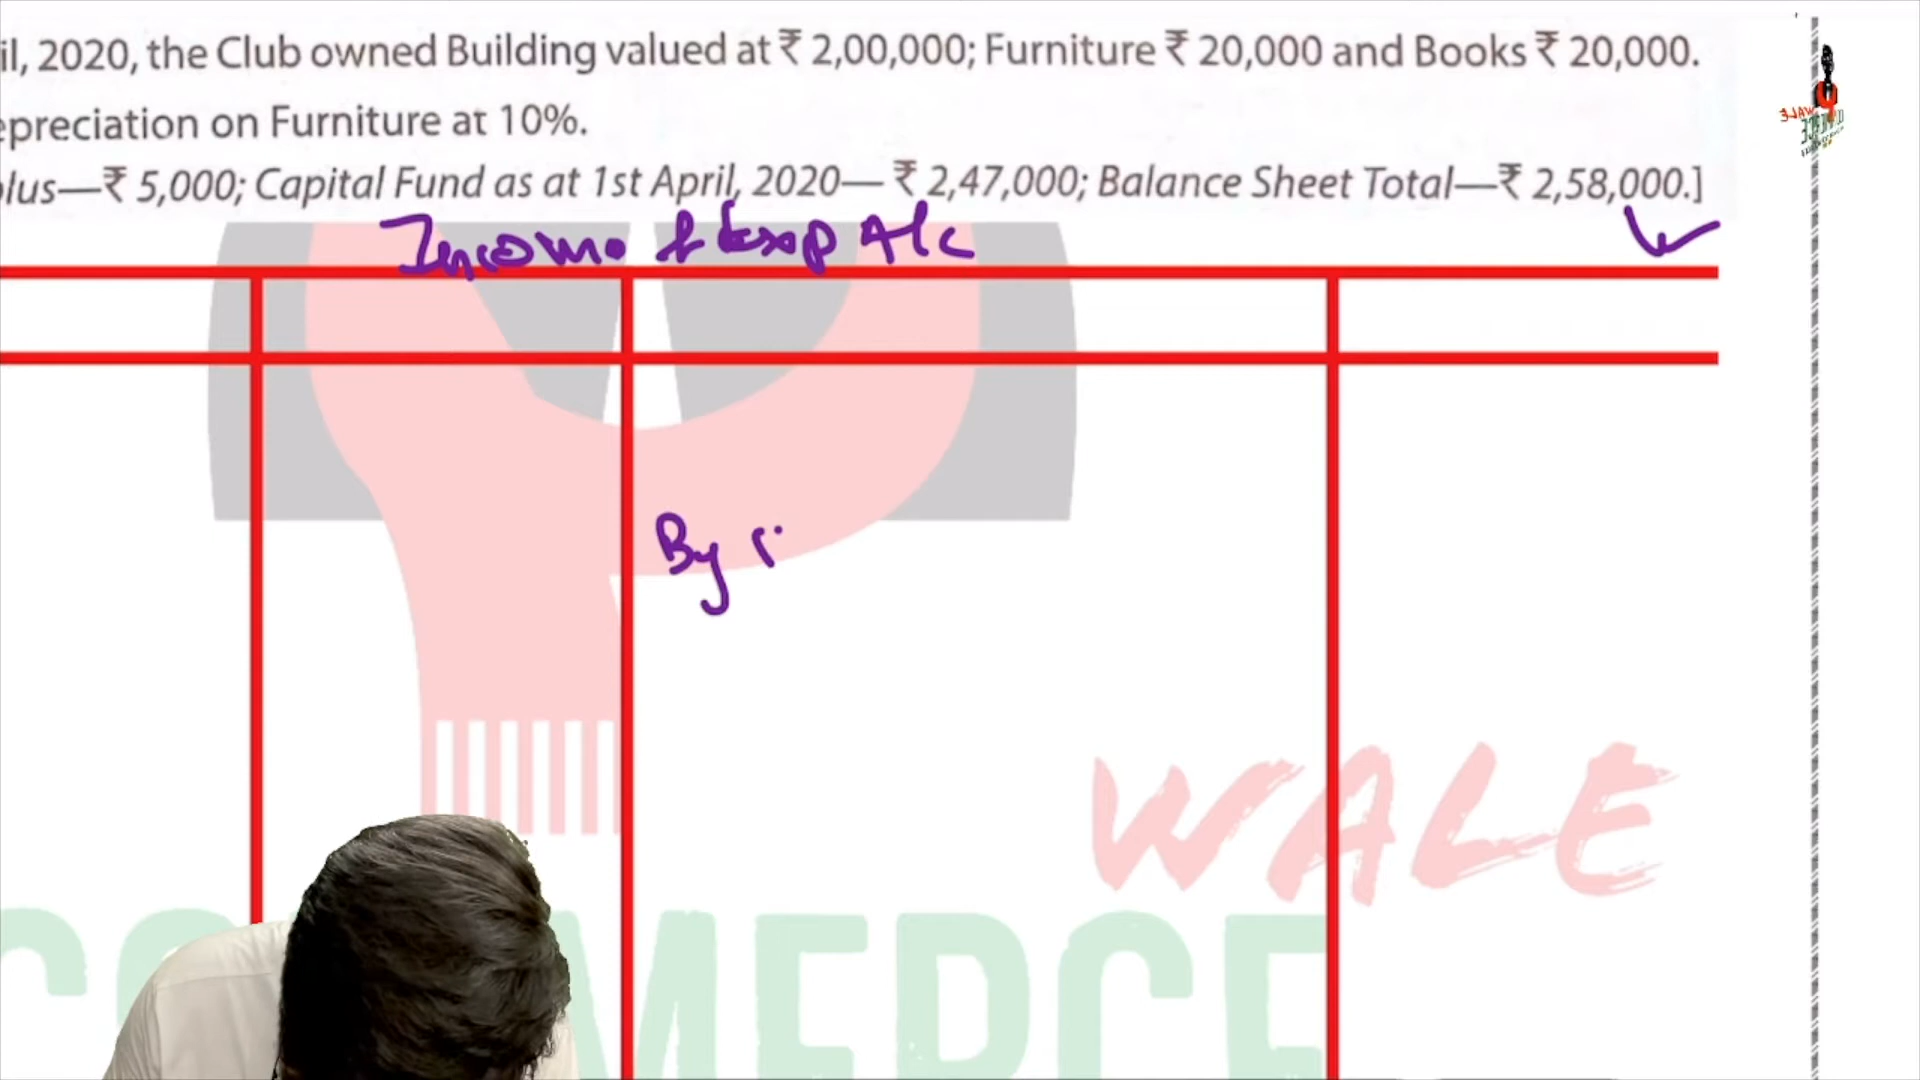 il, 2020, the Club owned Building valued at ₹ 2,00,000; Furniture ₹ 20,000 and Books ₹ 20,000.
epreciation on Furniture at 10%.
lus—₹ 5,000; Capital Fund as at 1st April, 2020—₹ 2,47,000; Balance Sheet Total—₹ 2,58,000.]
Income & Exp A/c
By
WALE
COMMERCE